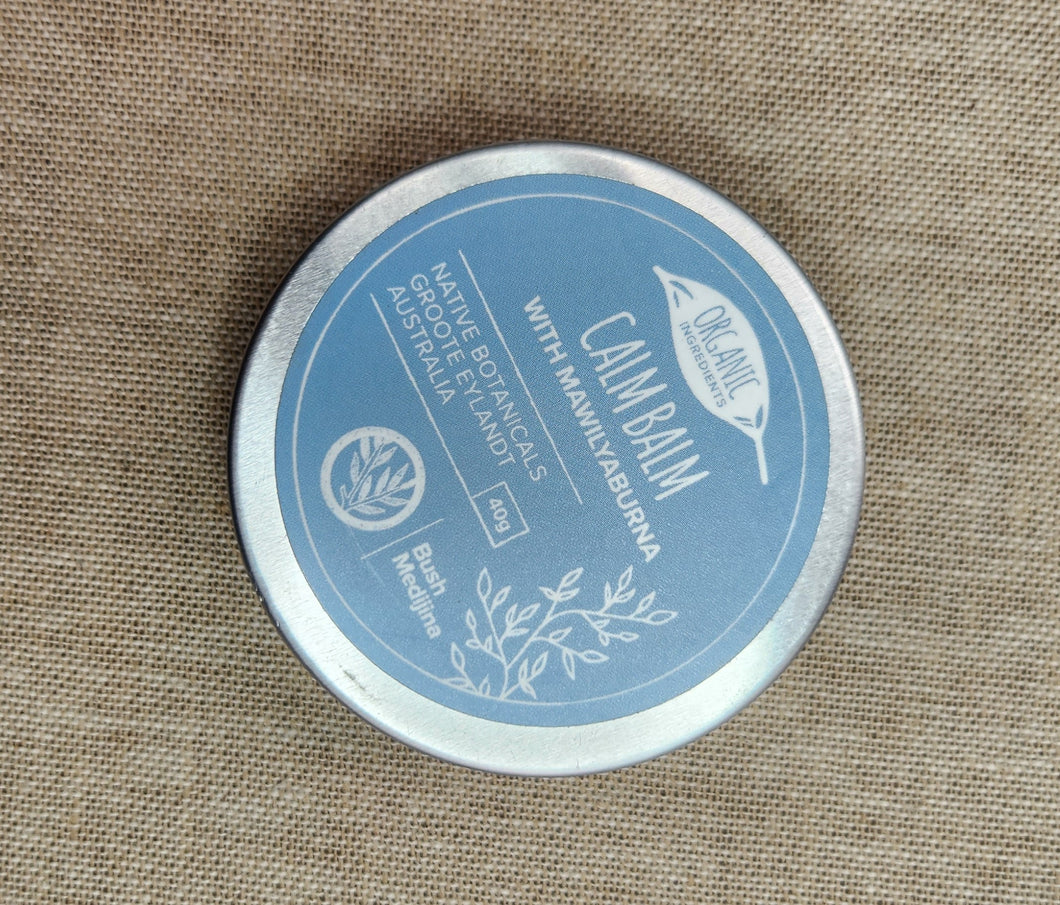 ORGANIC
INGREDIENTS
CALM BALM
WITH MAWILYABURNA
NATIVE BOTANICALS
GROOTE EYLANDT
AUSTRALIA
40g
Bush
Medijina